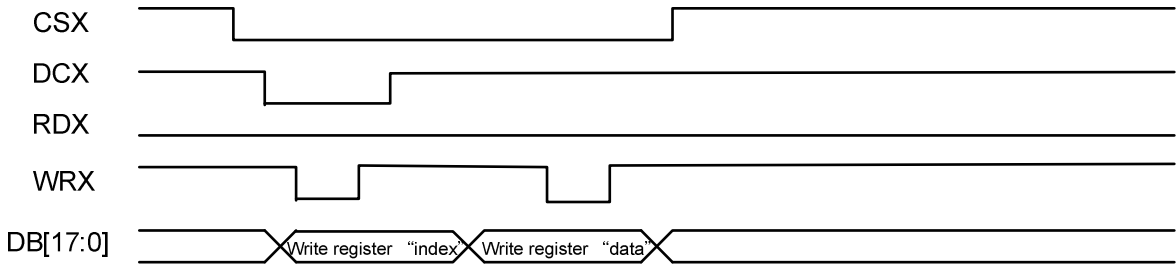 CSX
DCX
RDX
WRX
DB[17:0]
Write register “index” Write register “data”